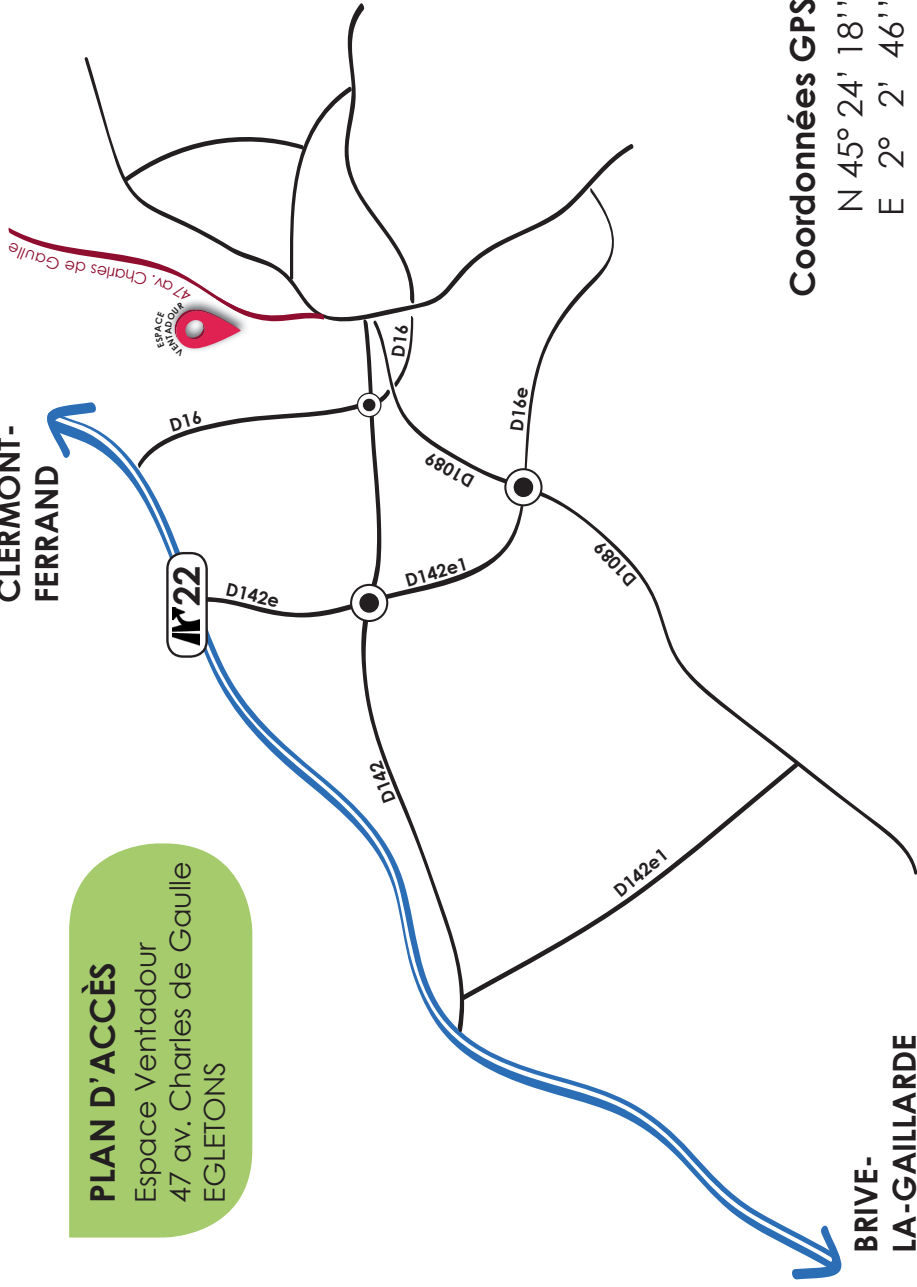 PLAN D'ACCÈS
Espace Ventadour
47 av. Charles de Gaulle
EGLETONS
CLERMONT-
FERRAND
22
ESPACE
VENTADOUR
47 av. Charles de Gaulle
D16
D142e
D16
D142e1
D1089
D16e
D142
D1089
D142e1
BRIVE-
LA-GAILLARDE
Coordonnées GPS
N 45° 24' 18''
E 2° 2' 46''